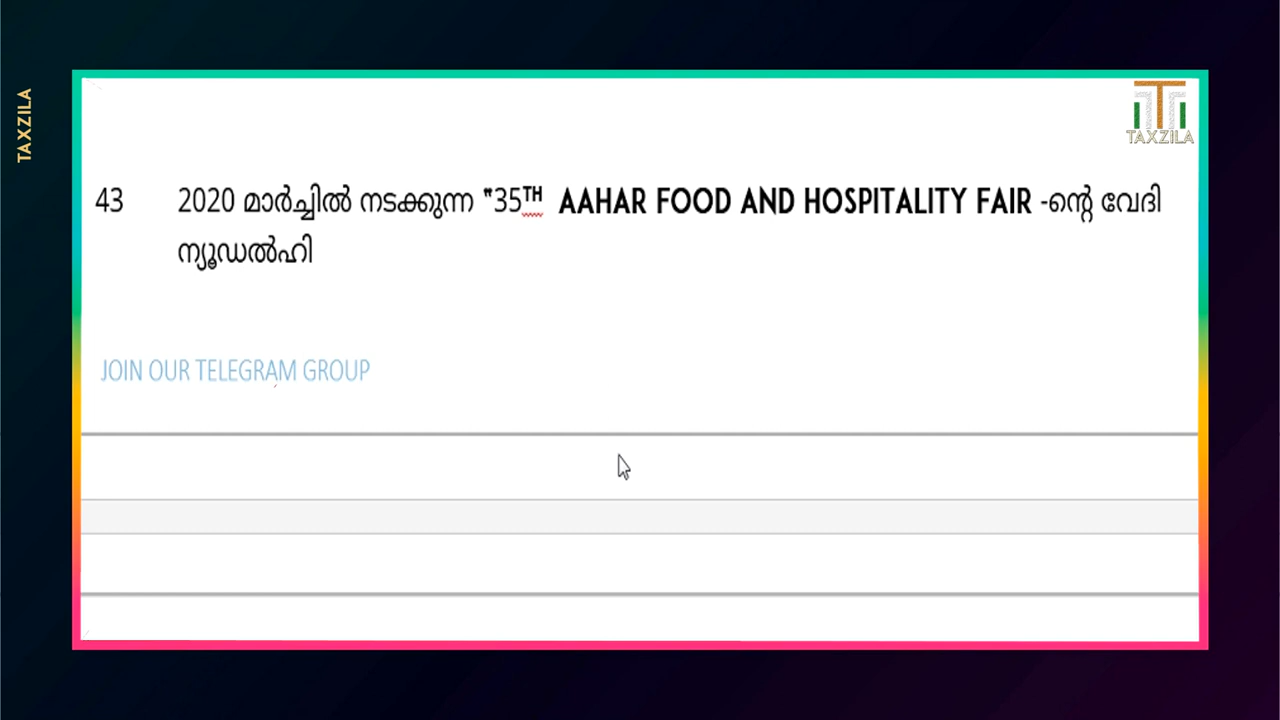 TAXZILA
TAXZILA
43 2020 മാർച്ചിൽ നടക്കുന്ന "35TH AAHAR FOOD AND HOSPITALITY FAIR -ന്റെ വേദി
ന്യൂഡൽഹി
JOIN OUR TELEGRAM GROUP